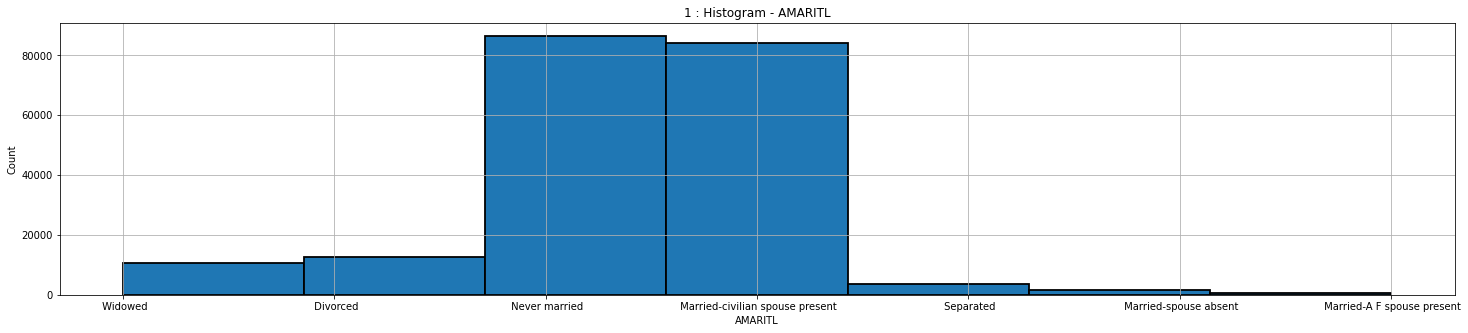 1 : Histogram - AMARITL
80000
60000
40000
20000
0
Count
Widowed Divorced Never married Married-civilian spouse present Separated Married-spouse absent Married-A F spouse present
AMARITL